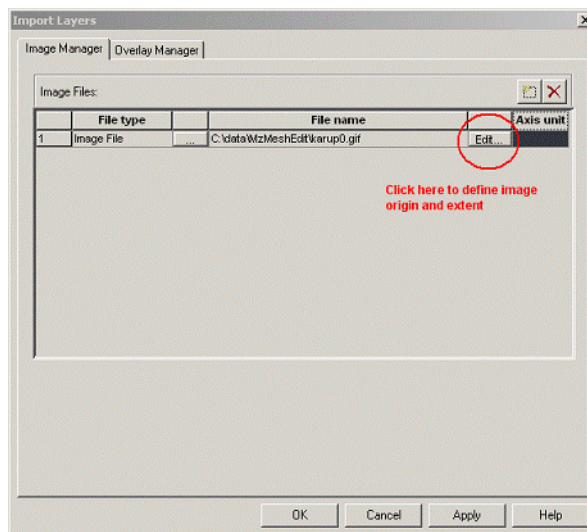 Import Layers
Image Manager Overlay Manager
Image Files:
File type File name Axis unit
1 Image File ... C:\data\MzMeshEdit\karup0.gif Edit...
Click here to define image
origin and extent
OK Cancel Apply Help